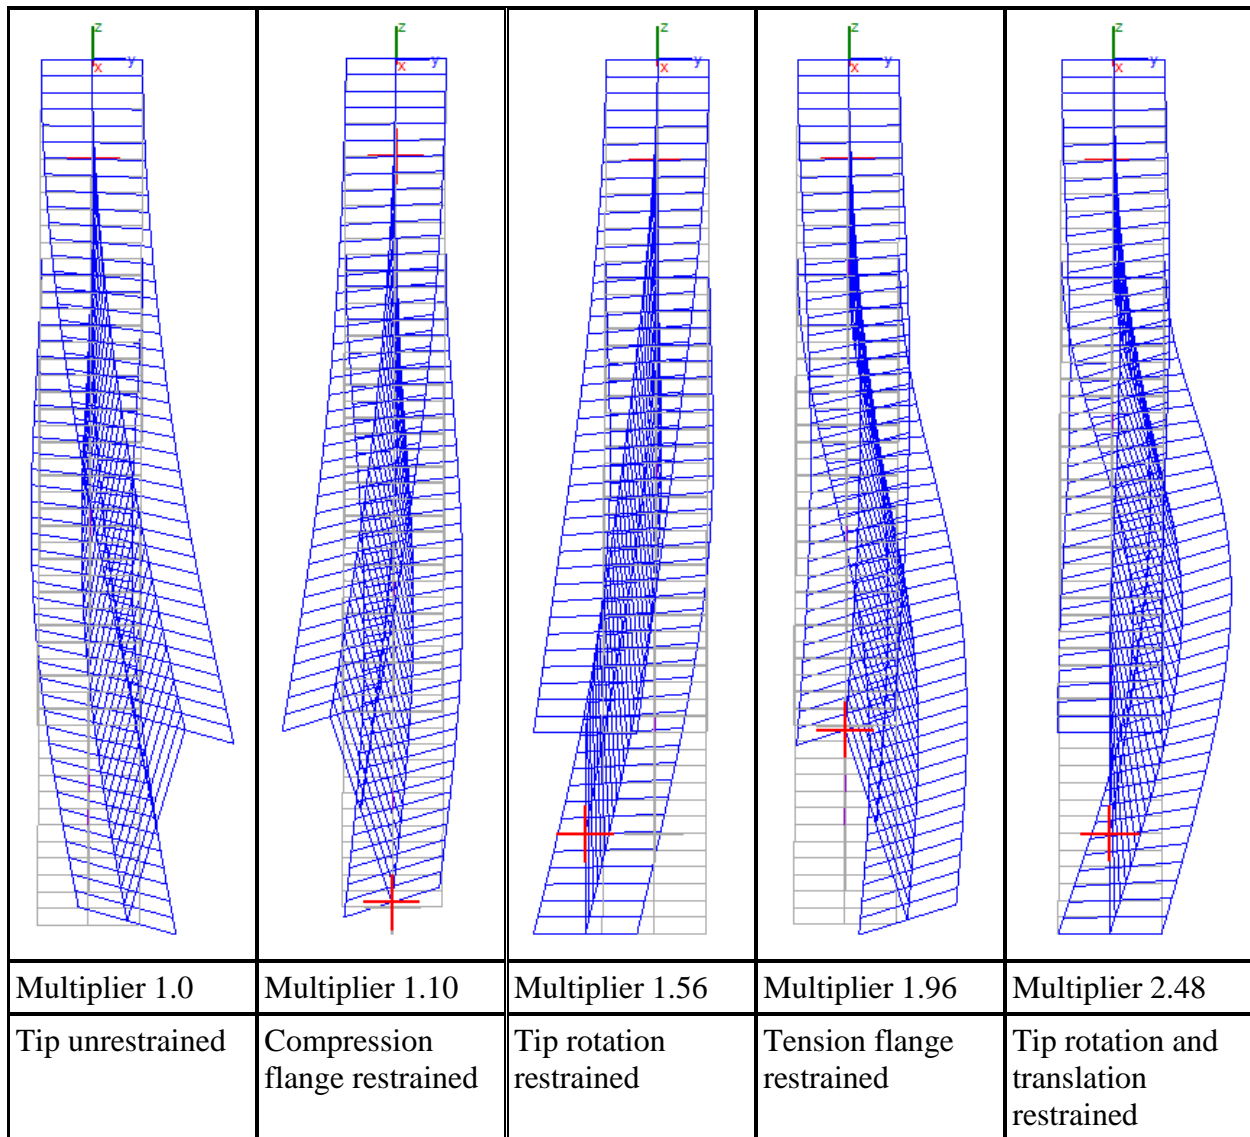 z
y
x
z
y
x
z
y
x
z
y
x
z
y
x
Multiplier 1.0
Multiplier 1.10
Multiplier 1.56
Multiplier 1.96
Multiplier 2.48
Tip unrestrained
Compression
flange restrained
Tip rotation
restrained
Tension flange
restrained
Tip rotation and
translation
restrained